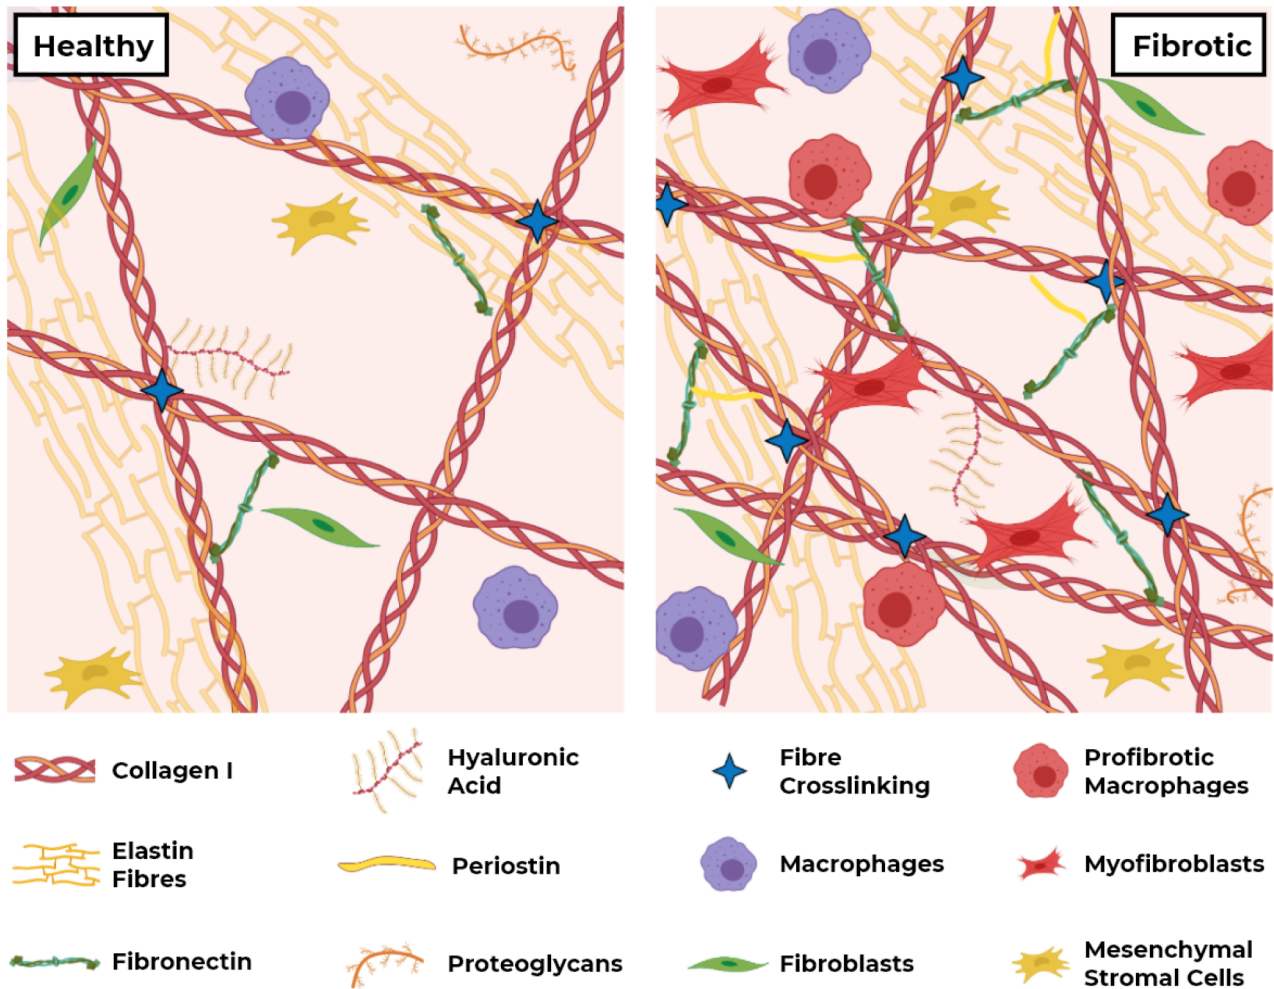 Healthy
Fibrotic
Collagen I
Hyaluronic
Acid
Fibre
Crosslinking
Profibrotic
Macrophages
Elastin
Fibres
Periostin
Macrophages
Myofibroblasts
Fibronectin
Proteoglycans
Fibroblasts
Mesenchymal
Stromal Cells